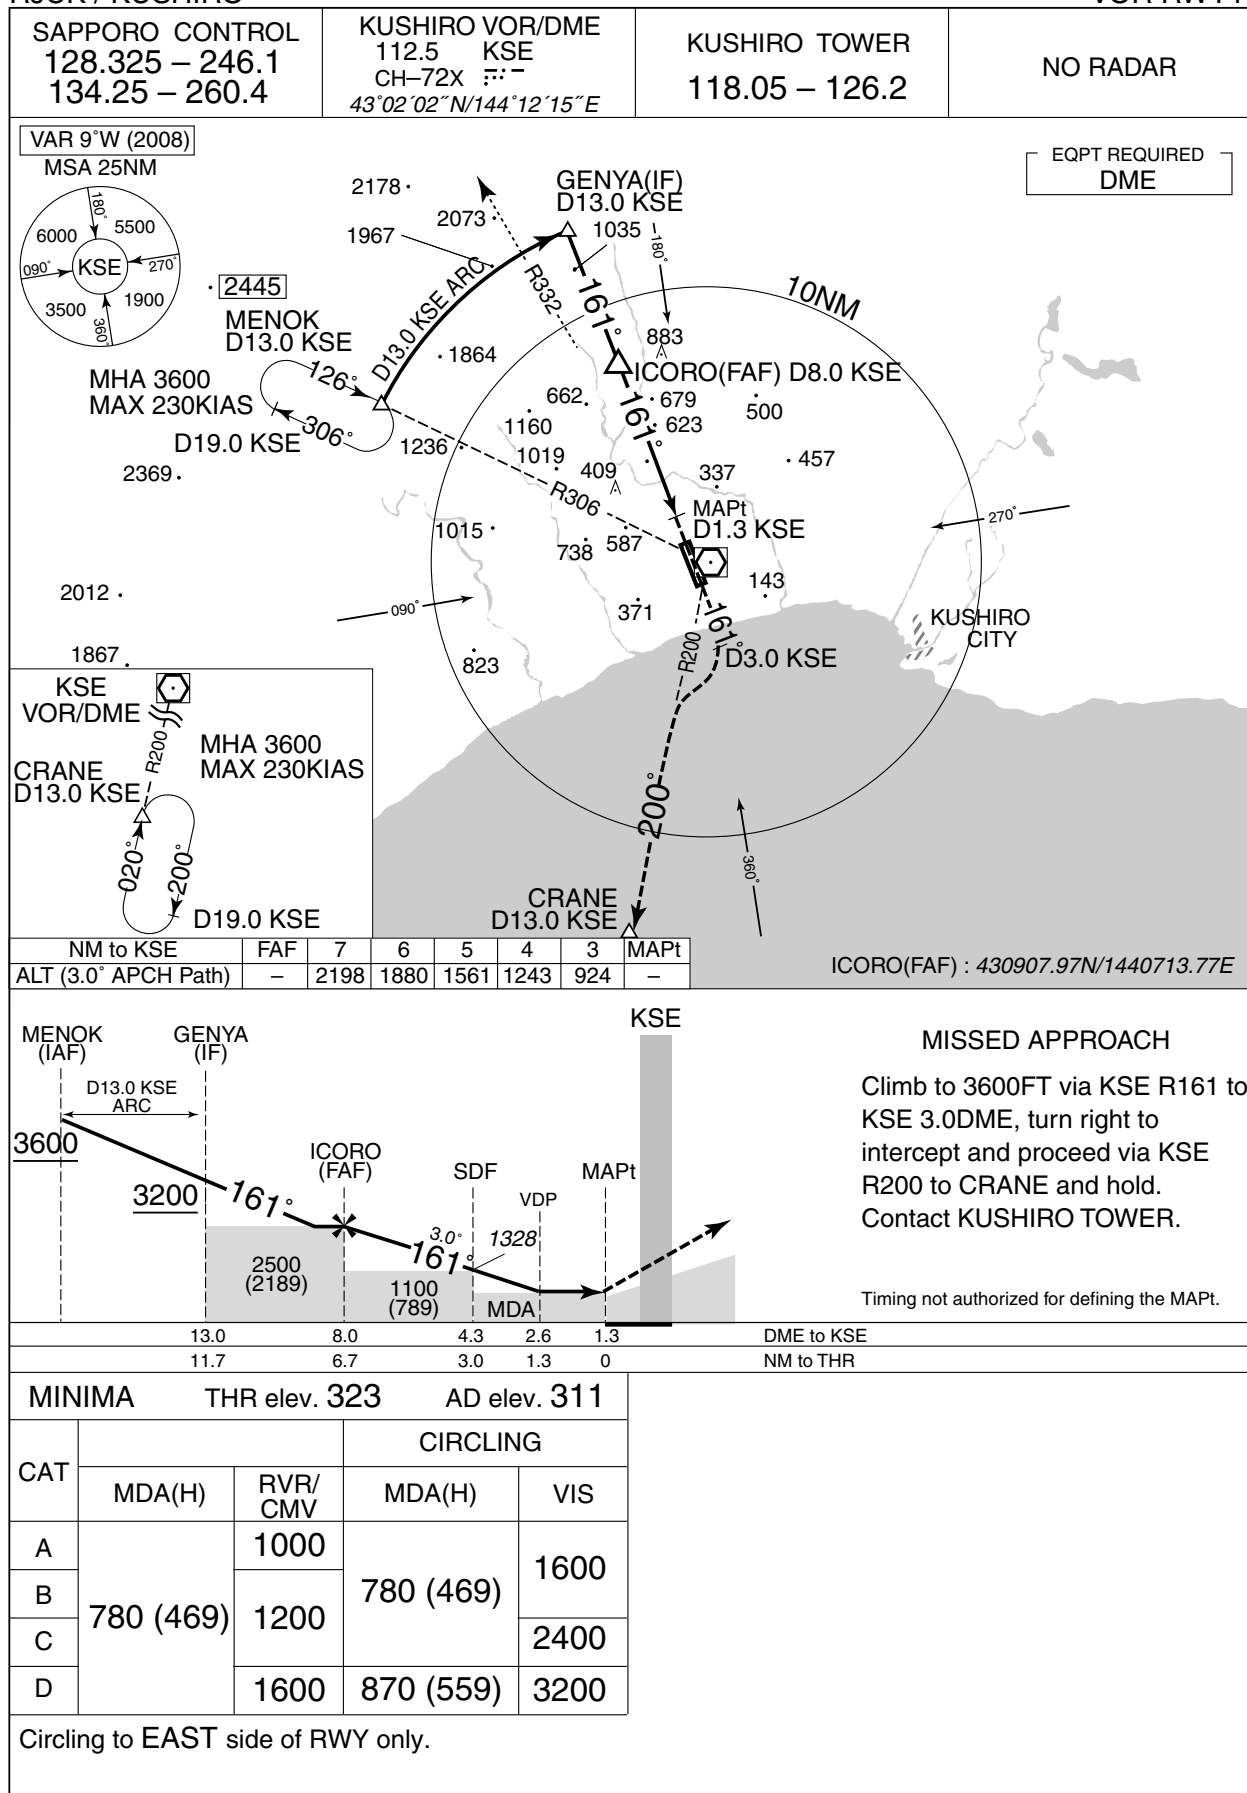 SAPPORO CONTROL
128.325 – 246.1
134.25 – 260.4
KUSHIRO VOR/DME
112.5 KSE
CH–72X
43°02´02˝N/144°12´15˝E
KUSHIRO TOWER
118.05 – 126.2
NO RADAR
VAR 9°W (2008)
MSA 25NM
180°
6000
5500
090°
KSE
270°
3500
1900
360°
EQPT REQUIRED
DME
2178
2073
1967
GENYA(IF)
D13.0 KSE
1035
180°
2445
MENOK
D13.0 KSE
D13.0 KSE ARC
R332
161°
10NM
883
1864
126°
MHA 3600
MAX 230KIAS
306°
D19.0 KSE
ICORO(FAF) D8.0 KSE
662
679
500
1160
161°
623
1236
1019
409
457
2369
337
R306
MAPt
D1.3 KSE
270°
1015
738
587
143
2012
090°
371
161°
KUSHIRO
CITY
1867
823
R200
D3.0 KSE
KSE
VOR/DME
R200
MHA 3600
MAX 230KIAS
CRANE
D13.0 KSE
020°
200°
D19.0 KSE
200°
360°
CRANE
D13.0 KSE
NM to KSE FAF 7 6 5 4 3 MAPt
ALT (3.0° APCH Path) – 2198 1880 1561 1243 924 –
ICORO(FAF) : 430907.97N/1440713.77E
MENOK
(IAF)
GENYA
(IF)
KSE
D13.0 KSE
ARC
3600
3200
161°
ICORO
(FAF)
SDF
VDP
MAPt
3.0°
161°
1328
2500
(2189)
1100
(789)
MDA
MISSED APPROACH
Climb to 3600FT via KSE R161 to
KSE 3.0DME, turn right to
intercept and proceed via KSE
R200 to CRANE and hold.
Contact KUSHIRO TOWER.
Timing not authorized for defining the MAPt.
13.0 8.0 4.3 2.6 1.3 DME to KSE
11.7 6.7 3.0 1.3 0 NM to THR
MINIMA THR elev. 323 AD elev. 311
CAT
CIRCLING
MDA(H)
RVR/
CMV
MDA(H)
VIS
A
B
C
D
780 (469)
1000
1200
1600
780 (469)
870 (559)
1600
2400
3200
Circling to EAST side of RWY only.